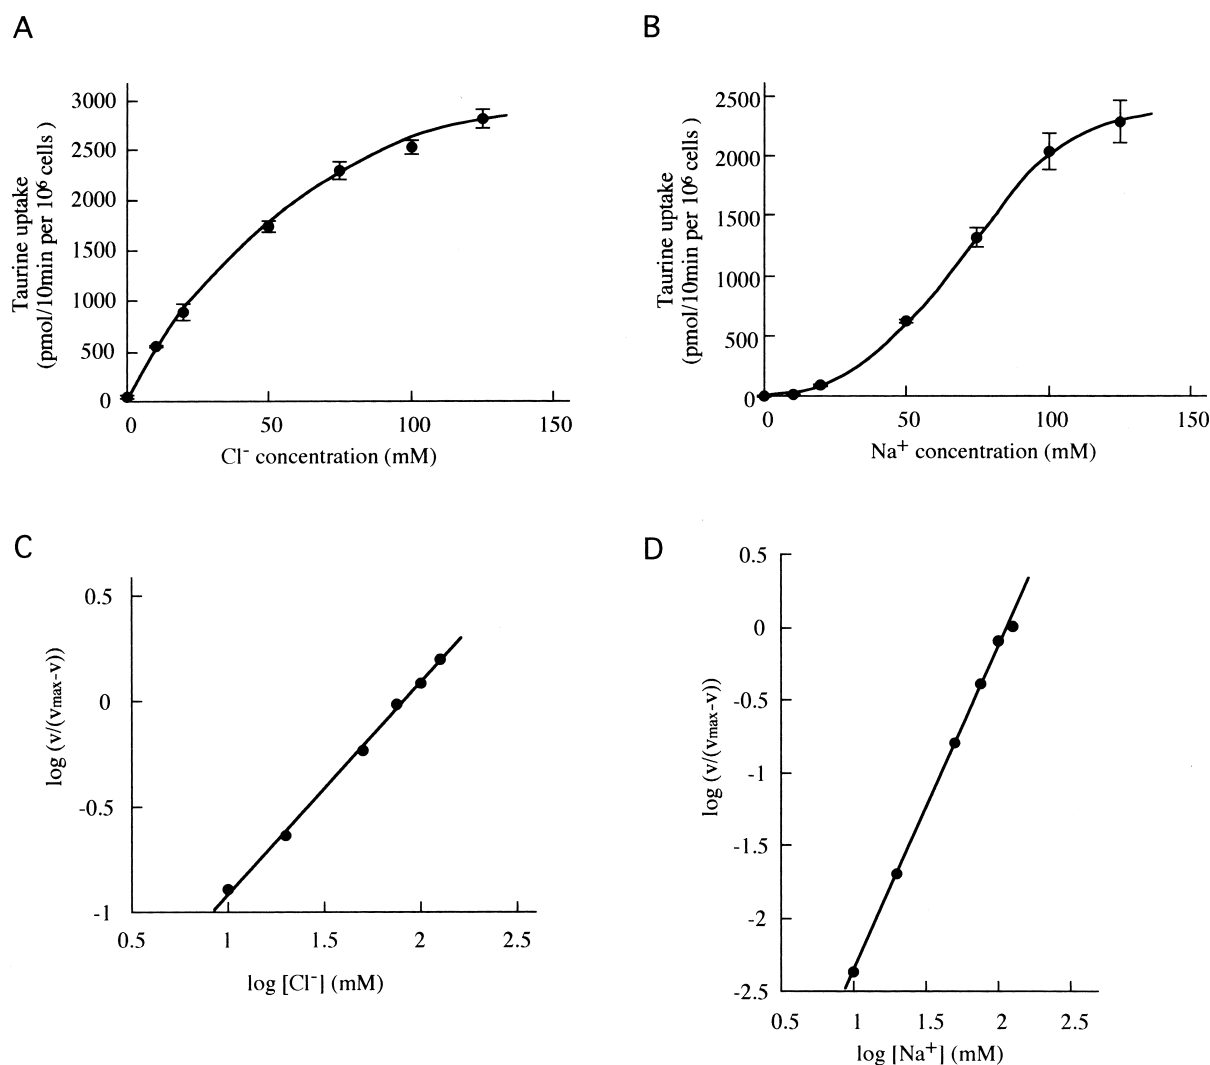 A
3000
2500
2000
1500
1000
500
0
Taurine uptake
(pmol/10min per 10⁶ cells )
0 50 100 150
Cl⁻ concentration (mM)
B
2500
2000
1500
1000
500
0
Taurine uptake
(pmol/10min per 10⁶ cells)
0 50 100 150
Na⁺ concentration (mM)
C
0.5
0
-0.5
-1
log (v/(vmax-v))
0.5 1 1.5 2 2.5
log [Cl⁻] (mM)
D
0.5
0
-0.5
-1
-1.5
-2
-2.5
log (v/(vmax-v))
0.5 1 1.5 2 2.5
log [Na⁺] (mM)